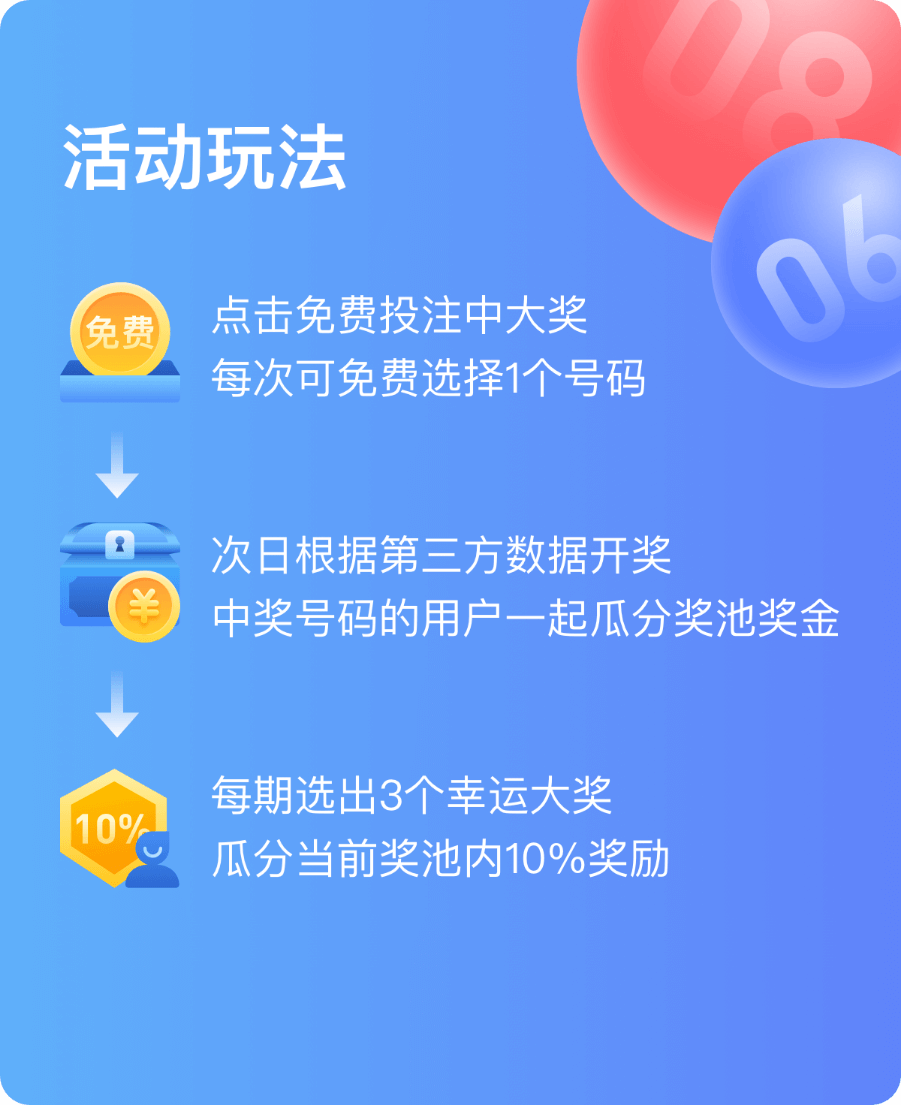 08
06
活动玩法
免费
点击免费投注中大奖
每次可免费选择1个号码
¥
次日根据第三方数据开奖
中奖号码的用户一起瓜分奖池奖金
10%
每期选出3个幸运大奖
瓜分当前奖池内10%奖励